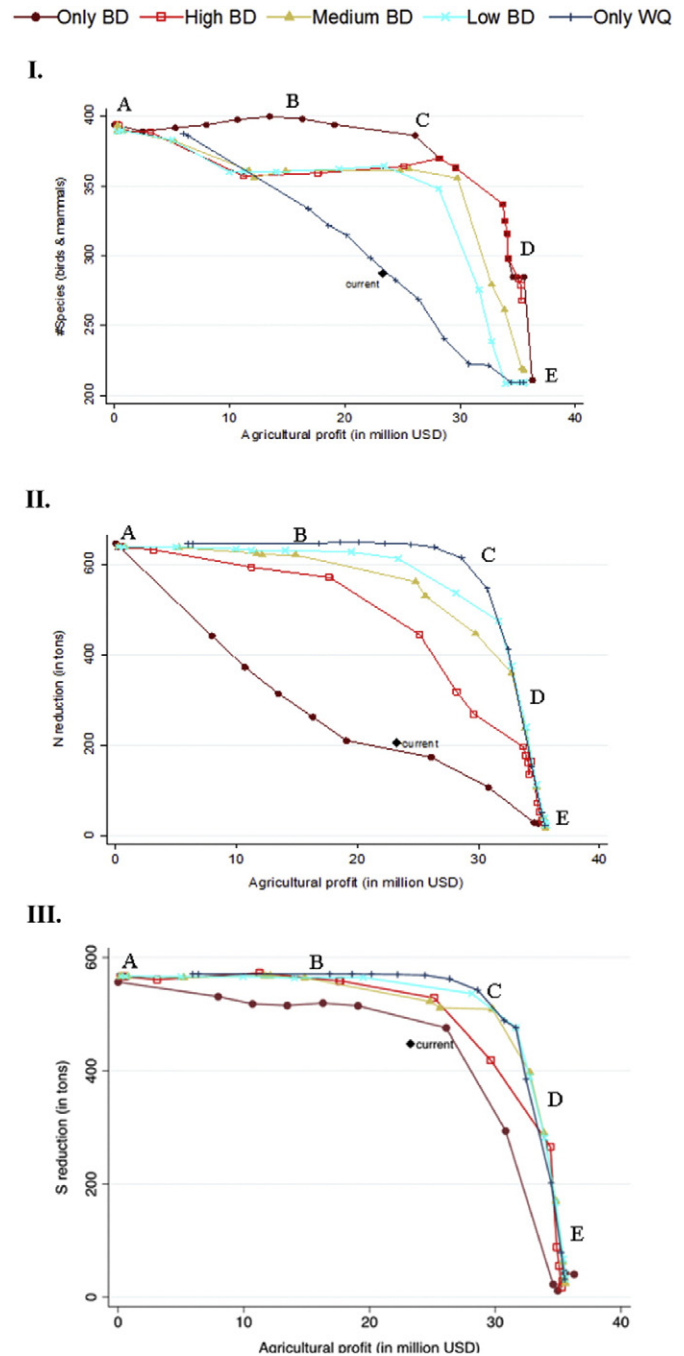 Only BD High BD Medium BD Low BD Only WQ
I.
A
B
C
D
E
400
350
300
250
200
#Species (birds & mammals)
current
0 10 20 30 40
Agricultural profit (in million USD)
II.
A
B
C
D
E
600
400
200
0
N reduction (in tons)
current
0 10 20 30 40
Agricultural profit (in million USD)
III.
A
B
C
D
E
600
400
200
0
S reduction (in tons)
current
0 10 20 30 40
Agricultural profit (in million USD)